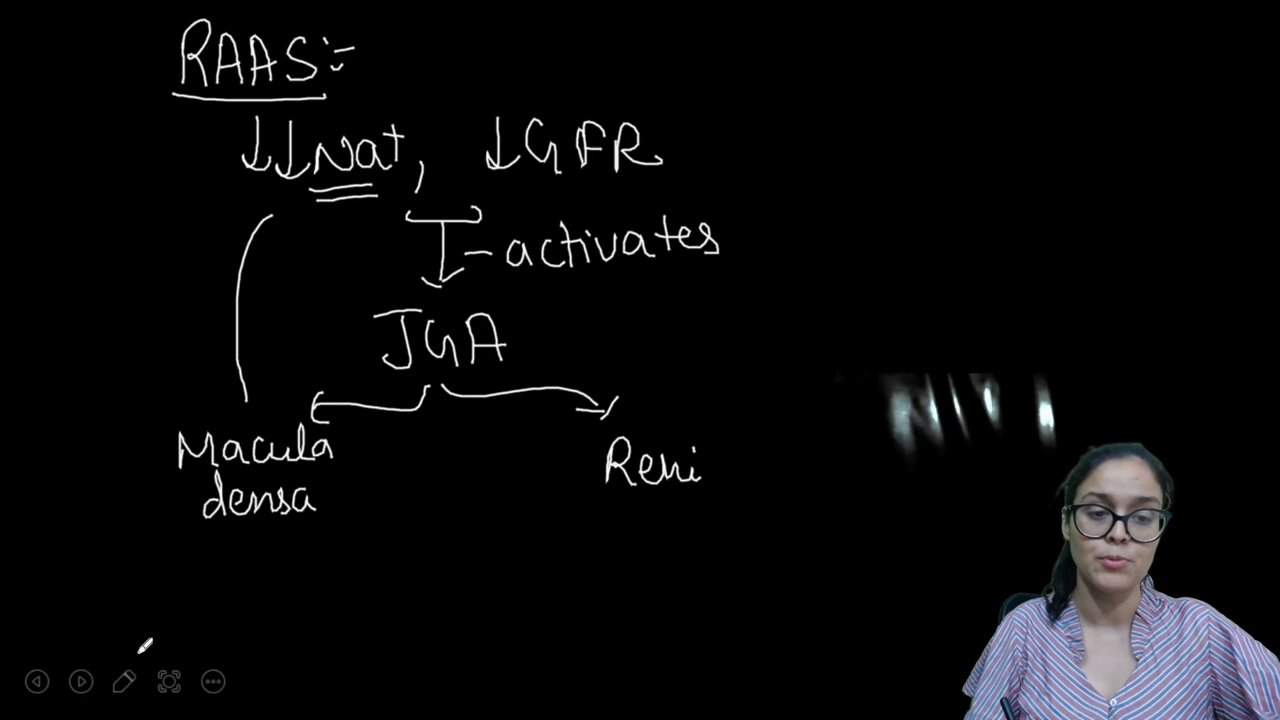 RAAS:-
↓↓Na+, ↓GFR
- activates
JGA
Macula
densa
Reni